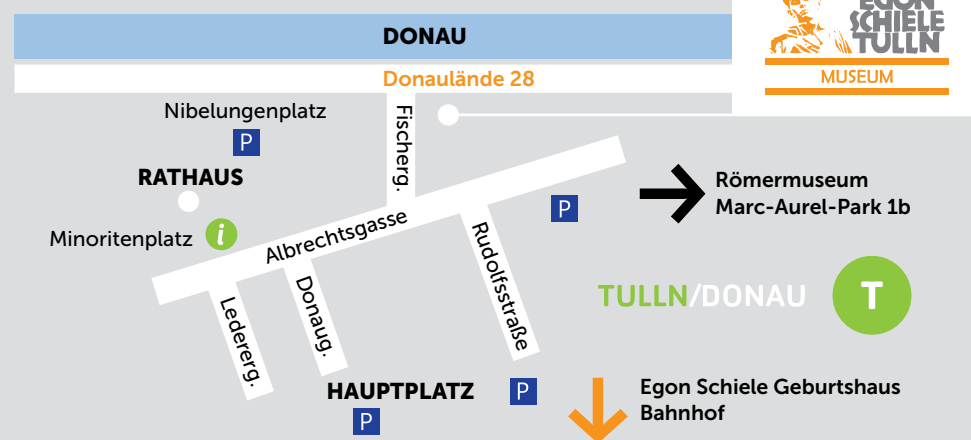 EGON
SCHIELE
TULLN
MUSEUM
DONAU
Donaulände 28
Nibelungenplatz
P
Fischerg.
RATHAUS
Minoritenplatz
i
Albrechtsgasse
P
Römermuseum
Marc-Aurel-Park 1b
Ledererg.
Donaug.
Rudolfsstraße
TULLN/DONAU
T
HAUPTPLATZ
P
P
Egon Schiele Geburtshaus
Bahnhof